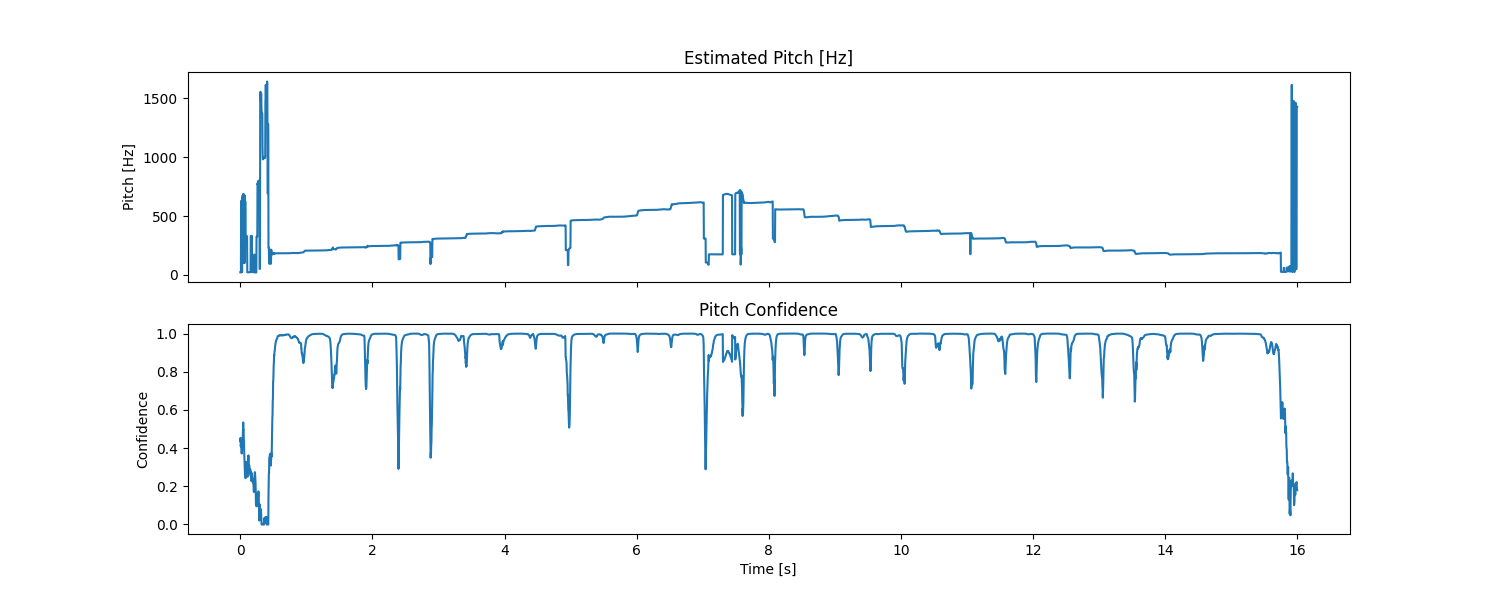 Estimated Pitch [Hz]
1500
1000
500
0
Pitch [Hz]
Pitch Confidence
1.0
0.8
0.6
0.4
0.2
0.0
Confidence
0 2 4 6 8 10 12 14 16
Time [s]